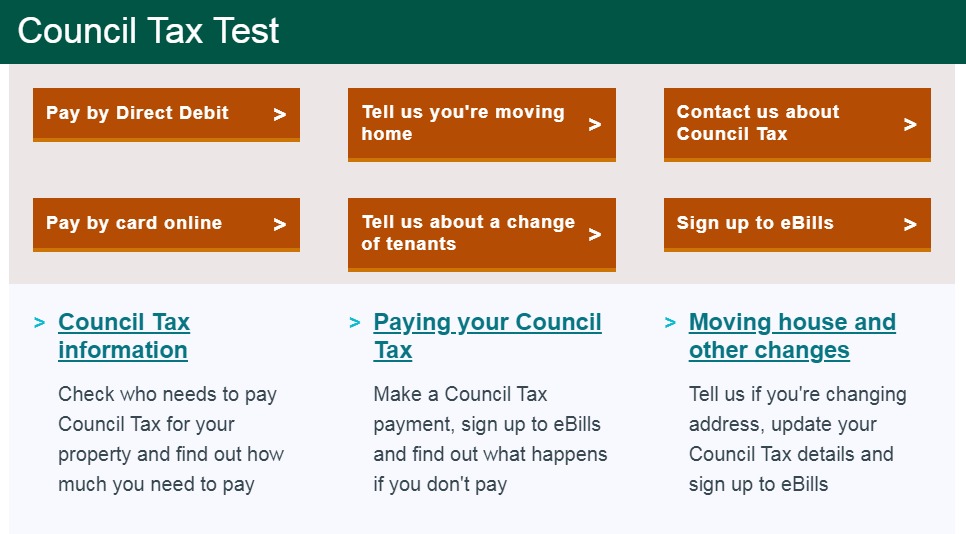 Council Tax Test
Pay by Direct Debit >
Tell us you're moving
home >
Contact us about
Council Tax >
Pay by card online >
Tell us about a change
of tenants >
Sign up to eBills >
> Council Tax
information
Check who needs to pay
Council Tax for your
property and find out how
much you need to pay
> Paying your Council
Tax
Make a Council Tax
payment, sign up to eBills
and find out what happens
if you don't pay
> Moving house and
other changes
Tell us if you're changing
address, update your
Council Tax details and
sign up to eBills